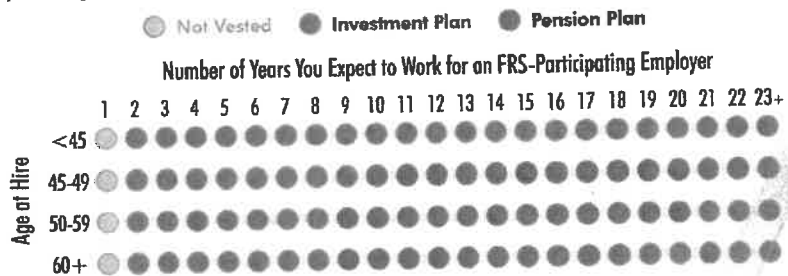 Not Vested Investment Plan Pension Plan
Number of Years You Expect to Work for an FRS-Participating Employer
1 2 3 4 5 6 7 8 9 10 11 12 13 14 15 16 17 18 19 20 21 22 23+
Age at Hire
<45
45-49
50-59
60+